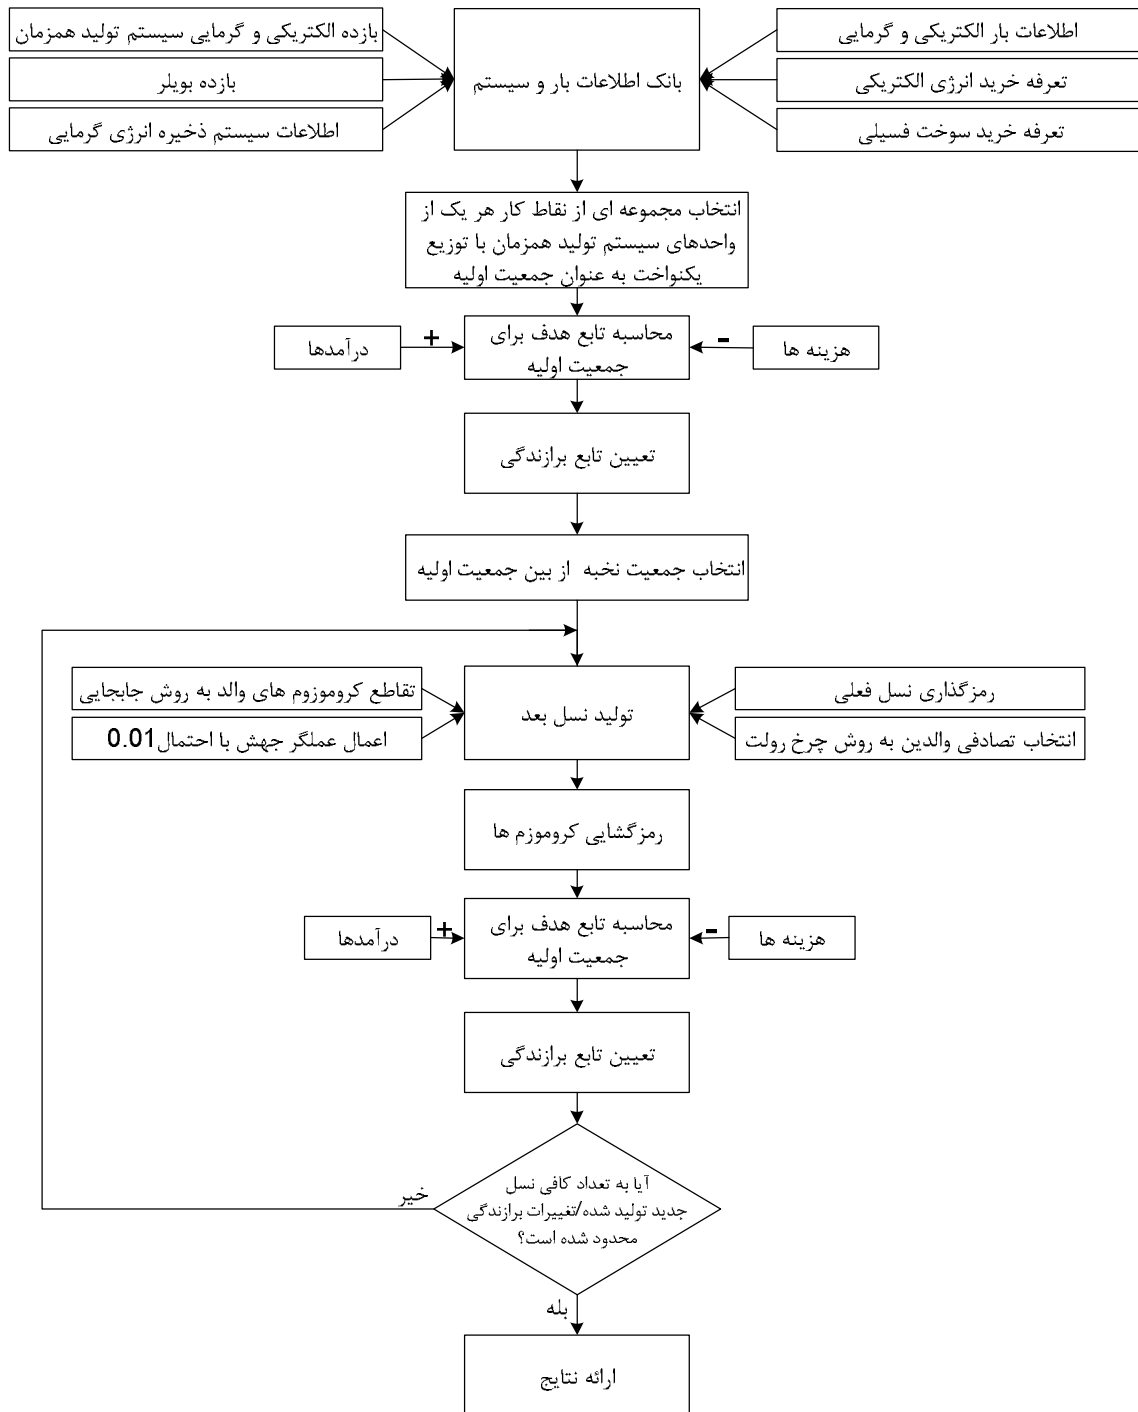 بازده الکتریکی و گرمایی سیستم تولید همزمان
بازده بویلر
اطلاعات سیستم ذخیره انرژی گرمایی
بانک اطلاعات بار و سیستم
اطلاعات بار الکتریکی و گرمایی
تعرفه خرید انرژی الکتریکی
تعرفه خرید سوخت فسیلی
انتخاب مجموعه ای از نقاط کار هر یک از
واحدهای سیستم تولید همزمان با توزیع
یکنواخت به عنوان جمعیت اولیه
درآمدها
+
محاسبه تابع هدف برای
جمعیت اولیه
-
هزینه ها
تعیین تابع برازندگی
انتخاب جمعیت نخبه از بین جمعیت اولیه
تقاطع کروموزوم های والد به روش جابجایی
اعمال عملگر جهش با احتمال0.01
تولید نسل بعد
رمزگذاری نسل فعلی
انتخاب تصادفی والدین به روش چرخ رولت
رمزگشایی کروموزم ها
درآمدها
+
محاسبه تابع هدف برای
جمعیت اولیه
-
هزینه ها
تعیین تابع برازندگی
آیا به تعداد کافی نسل
جدید تولید شده/تغییرات برازندگی
محدود شده است؟
خیر
بله
ارائه نتایج